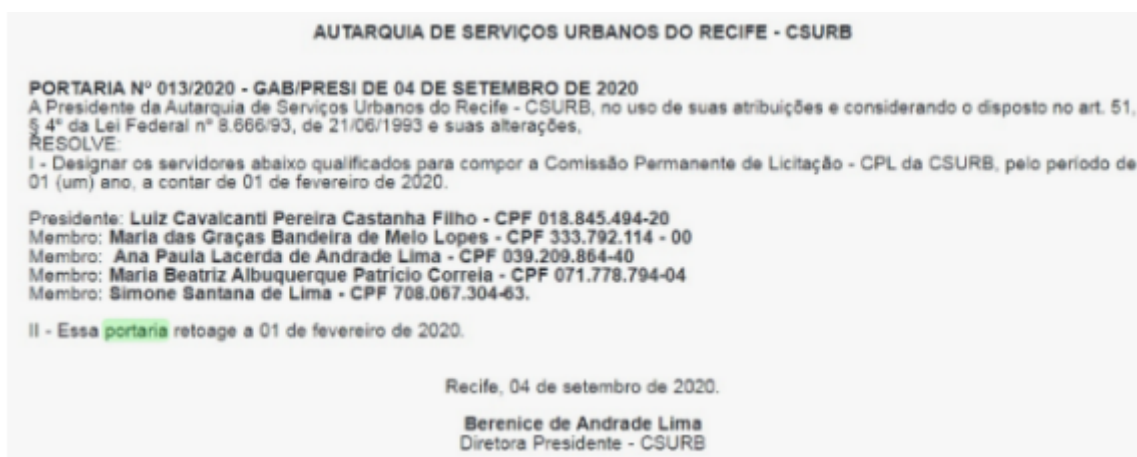 AUTARQUIA DE SERVIÇOS URBANOS DO RECIFE - CSURB
PORTARIA Nº 013/2020 - GAB/PRESI DE 04 DE SETEMBRO DE 2020
A Presidente da Autarquia de Serviços Urbanos do Recife - CSURB, no uso de suas atribuições e considerando o disposto no art. 51,
§ 4º da Lei Federal nº 8.666/93, de 21/06/1993 e suas alterações,
RESOLVE:
I - Designar os servidores abaixo qualificados para compor a Comissão Permanente de Licitação - CPL da CSURB, pelo período de
01 (um) ano, a contar de 01 de fevereiro de 2020.
Presidente: Luiz Cavalcanti Pereira Castanha Filho - CPF 018.845.494-20
Membro: Maria das Graças Bandeira de Melo Lopes - CPF 333.792.114 - 00
Membro: Ana Paula Lacerda de Andrade Lima - CPF 039.209.864-40
Membro: Maria Beatriz Albuquerque Patrício Correia - CPF 071.778.794-04
Membro: Simone Santana de Lima - CPF 708.067.304-63.
II - Essa portaria retoage a 01 de fevereiro de 2020.
Recife, 04 de setembro de 2020.
Berenice de Andrade Lima
Diretora Presidente - CSURB